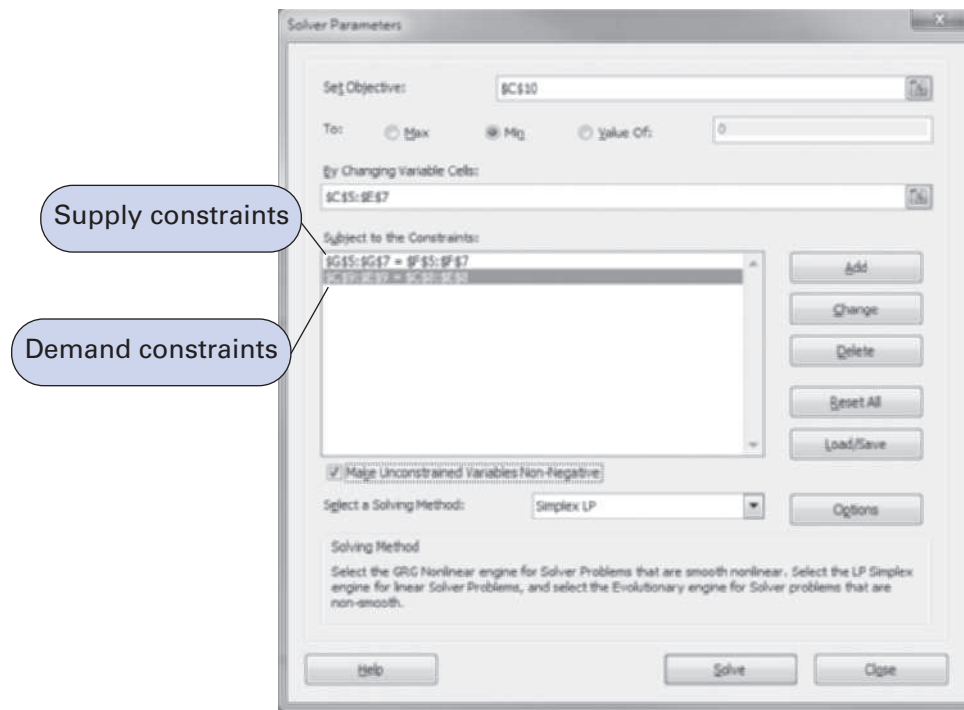 Solver Parameters
Set Objective: $C$10
To: Max Min Value Of: 0
By Changing Variable Cells:
$C$5:$E$7
Supply constraints
Subject to the Constraints:
$G$5:$G$7 = $F$5:$F$7
$C$9:$E$9 = $C$8:$E$8
Add
Change
Demand constraints
Delete
Reset All
Load/Save
Make Unconstrained Variables Non-Negative
Select a Solving Method: Simplex LP
Options
Solving Method
Select the GRG Nonlinear engine for Solver Problems that are smooth nonlinear. Select the LP Simplex
engine for linear Solver Problems, and select the Evolutionary engine for Solver problems that are
non-smooth.
Help Solve Close